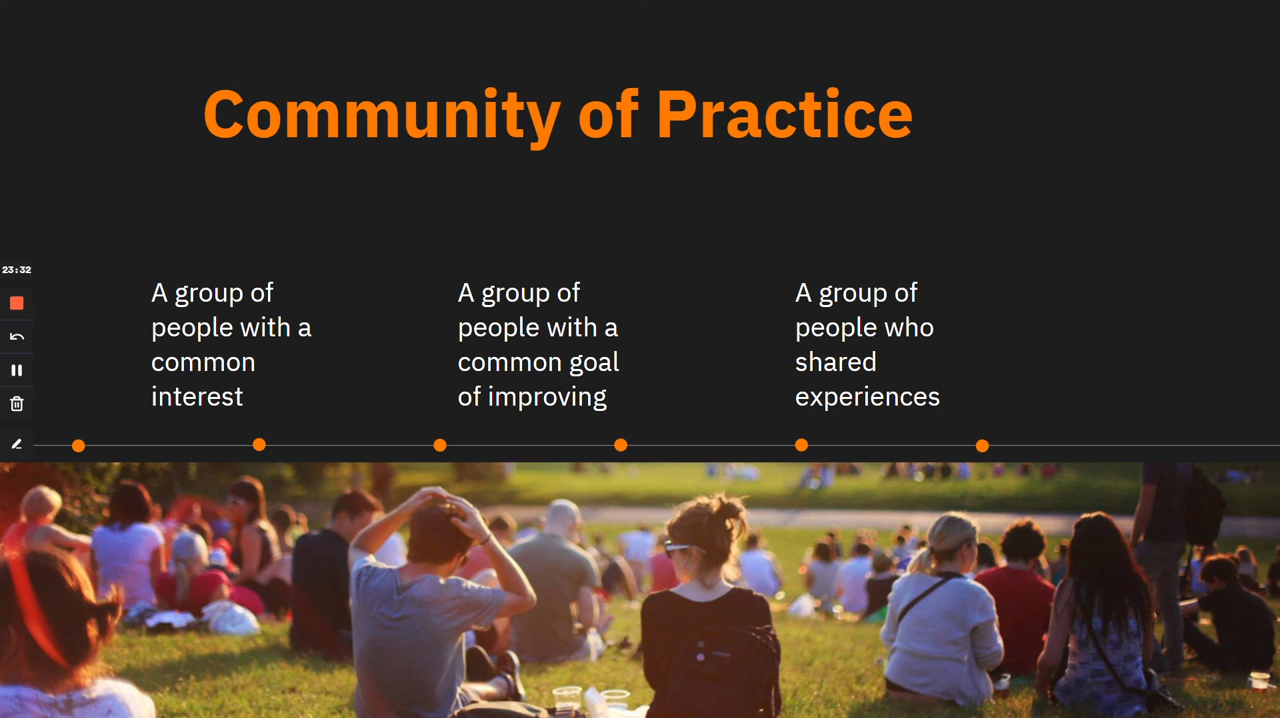 Community of Practice
23:32
A group of
people with a
common
interest
A group of
people with a
common goal
of improving
A group of
people who
shared
experiences